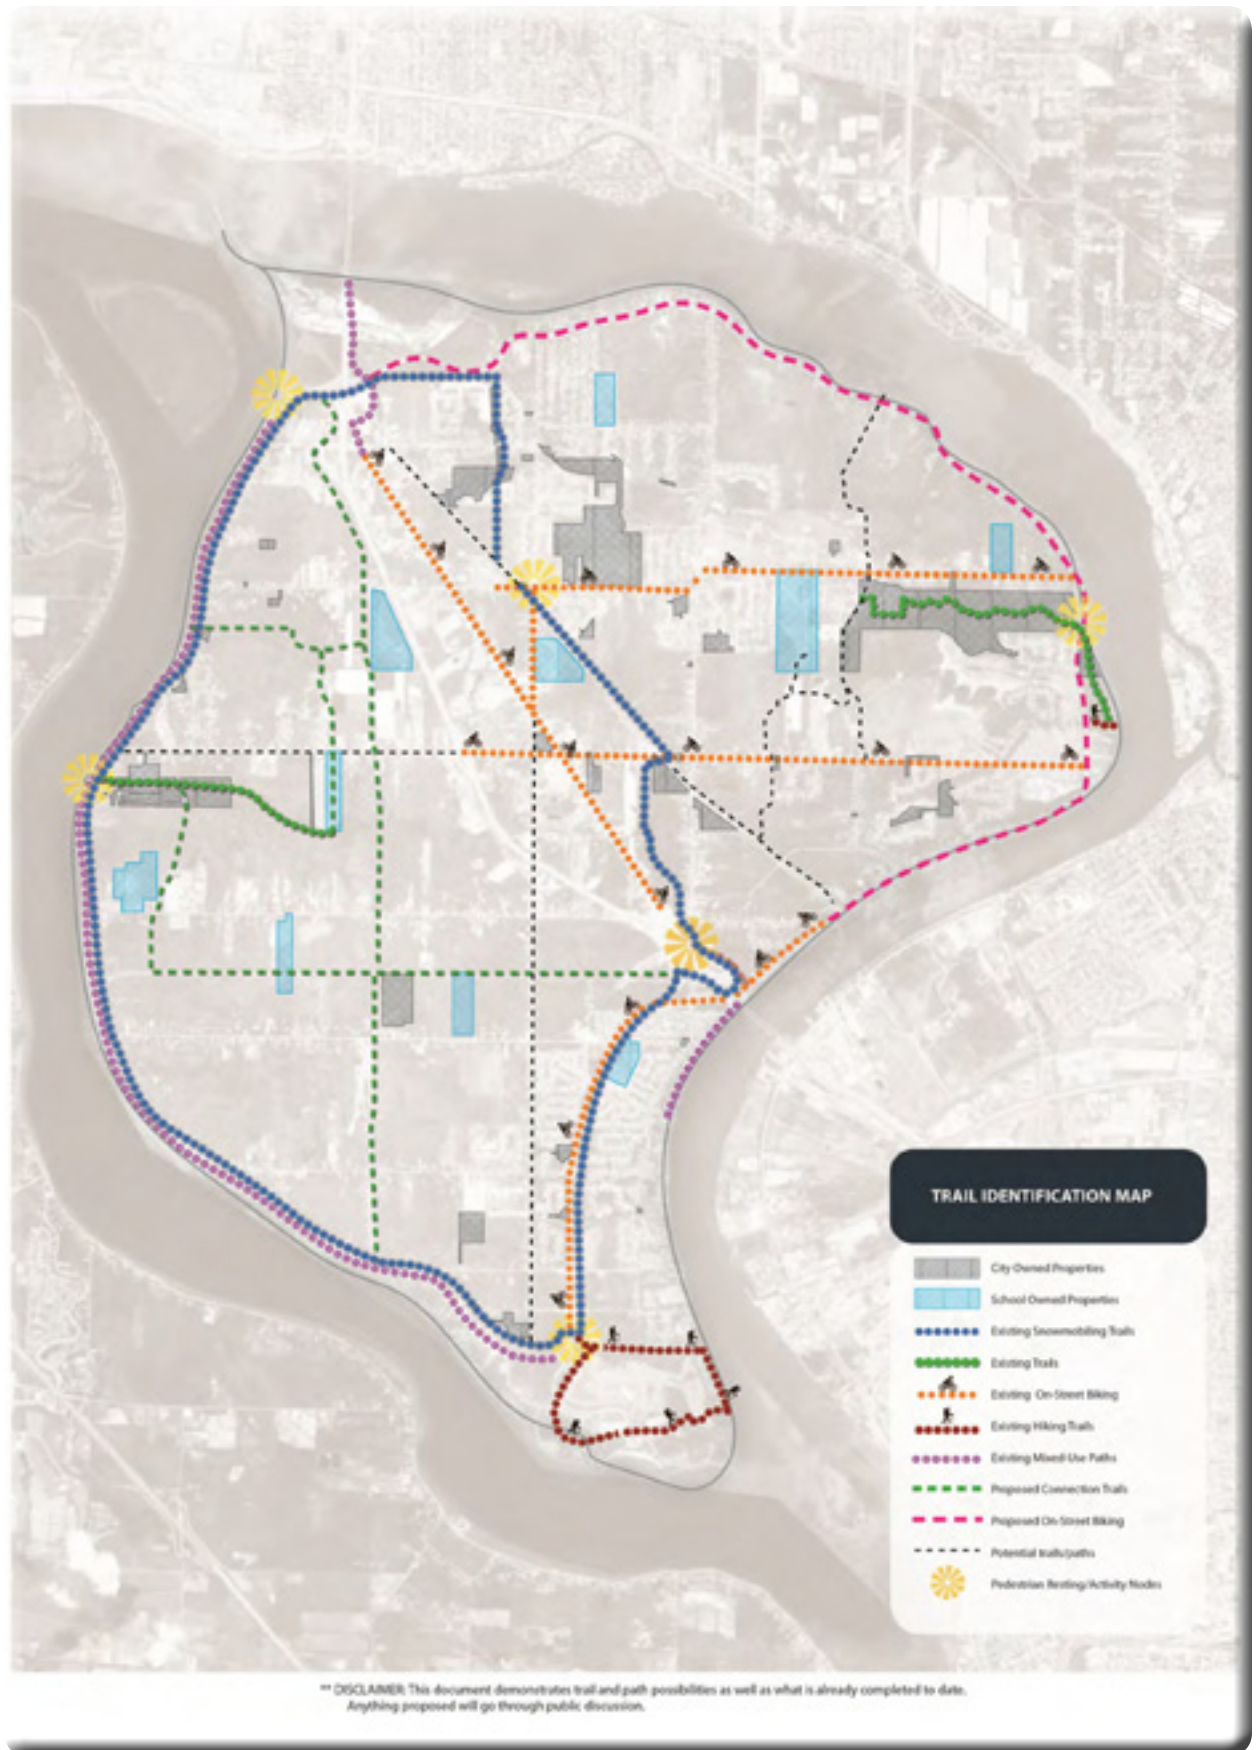 TRAIL IDENTIFICATION MAP
City Owned Properties
School Owned Properties
Existing Snowmobiling Trails
Existing Trails
Existing On-Street Biking
Existing Hiking Trails
Existing Mixed-Use Paths
Proposed Connection Trails
Proposed On-Street Biking
Potential trails/paths
Pedestrian Resting/Activity Nodes
** DISCLAIMER: This document demonstrates trail and path possibilities as well as what is already completed to date.
Anything proposed will go through public discussion.